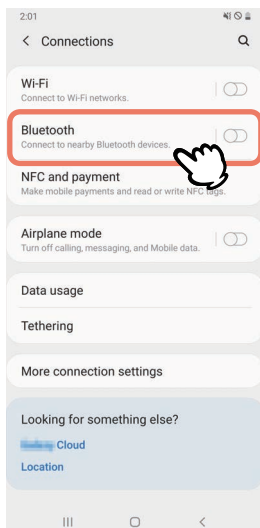 2:01
Connections
Wi-Fi
Connect to Wi-Fi networks.
Bluetooth
Connect to nearby Bluetooth devices.
NFC and payment
Make mobile payments and read or write NFC tags.
Airplane mode
Turn off calling, messaging, and Mobile data.
Data usage
Tethering
More connection settings
Looking for something else?
Cloud
Location